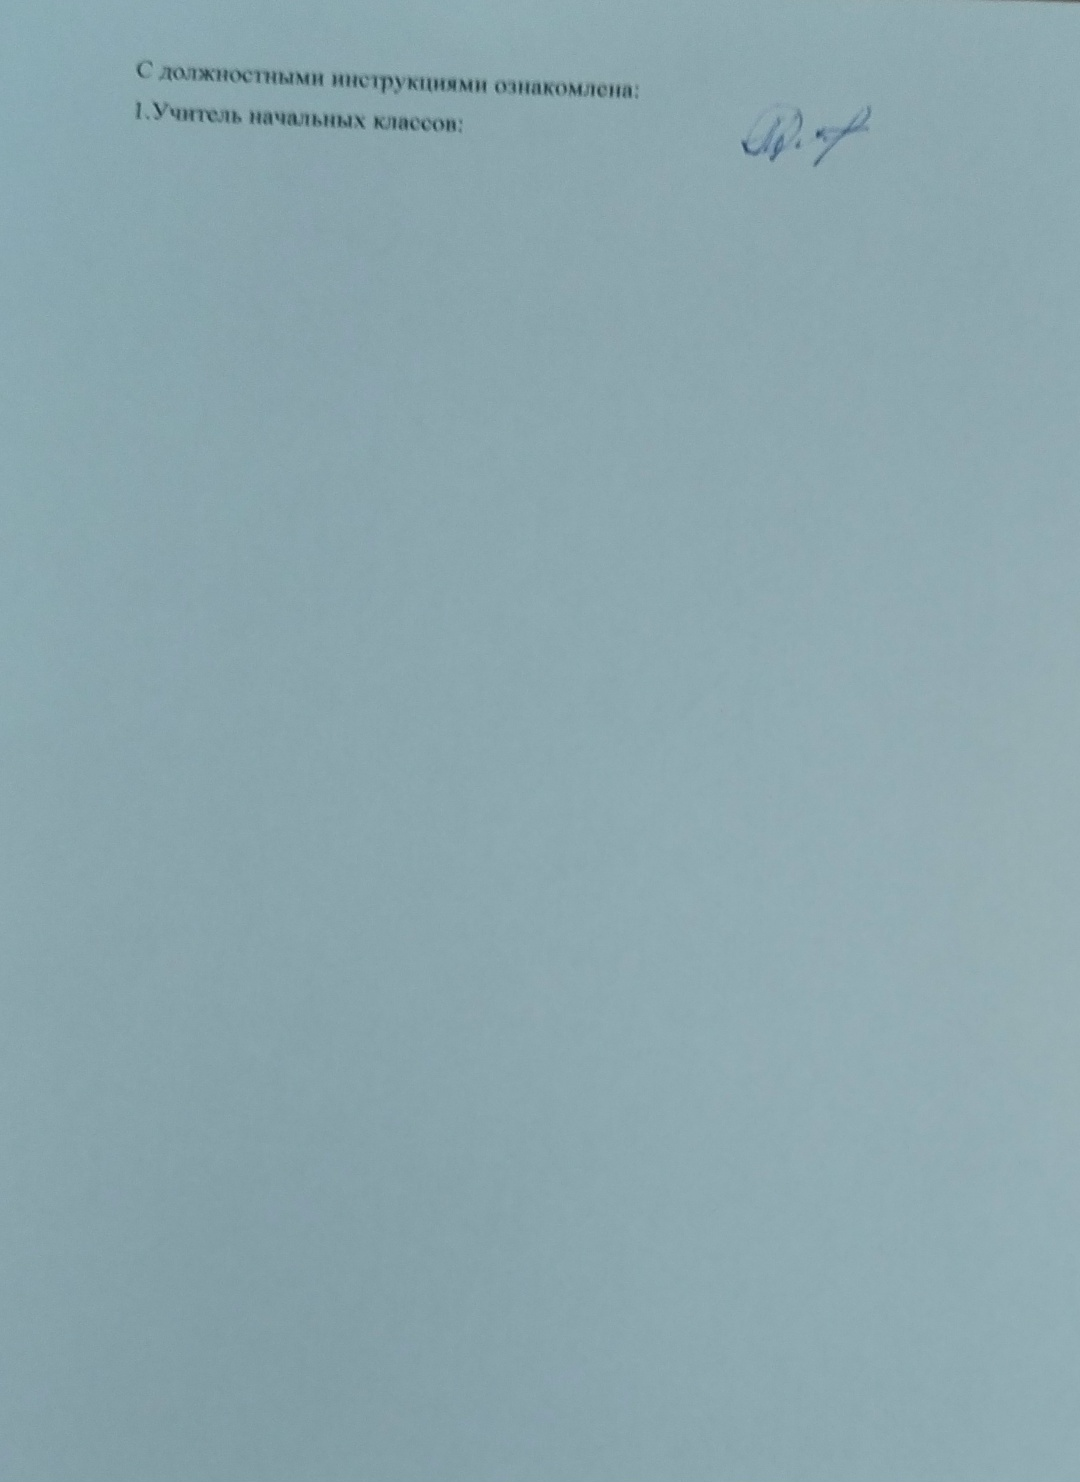 С должностными инструкциями ознакомлена:
1.Учитель начальных классов: